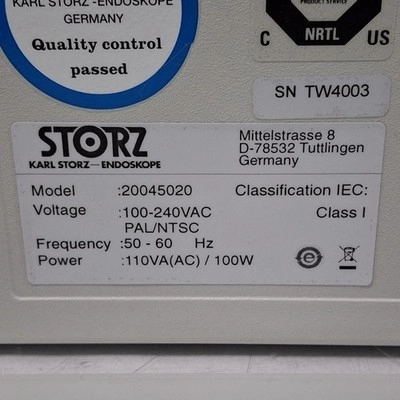 KARL STORZ-ENDOSKOPE
GERMANY
Quality control
passed
PRODUCT SERVICE
C NRTL US
SN TW4003
STORZ
KARL STORZ—ENDOSKOPE
Mittelstrasse 8
D-78532 Tuttlingen
Germany
Model :20045020
Classification IEC:
Voltage :100-240VAC
Class I
PAL/NTSC
Frequency :50 - 60 Hz
Power :110VA(AC) / 100W